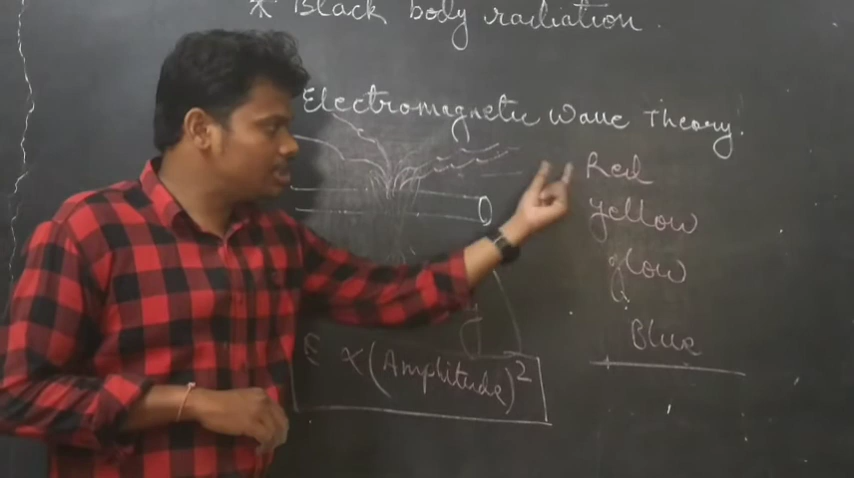 * Black body radiation.
Electromagnetic Wave Theory.
Red
yellow
glow
Blue
E ∝ (Amplitude)²